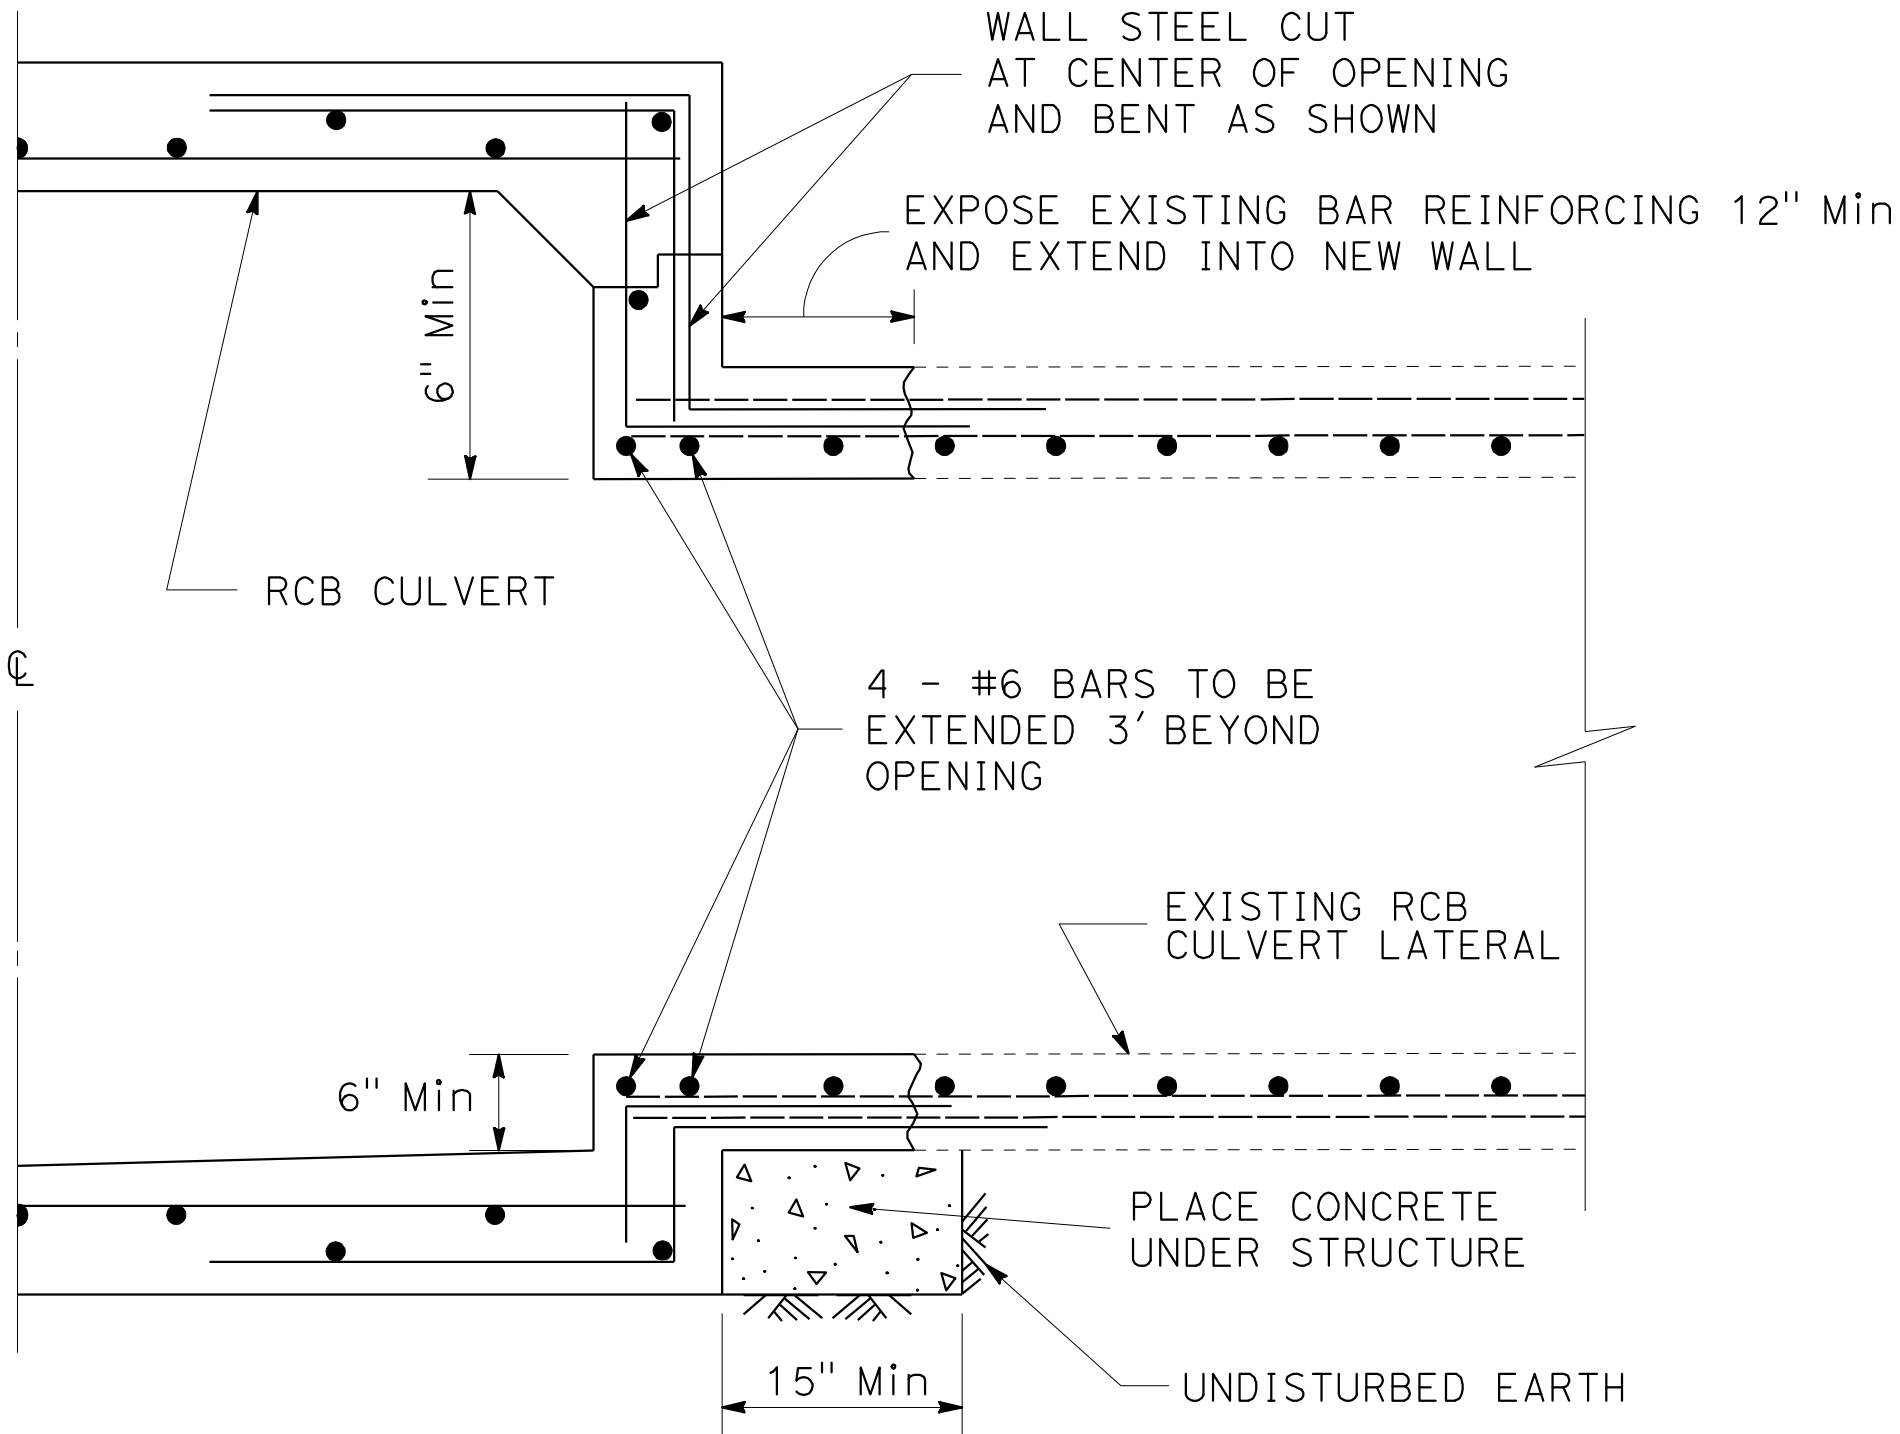 WALL STEEL CUT
AT CENTER OF OPENING
AND BENT AS SHOWN
EXPOSE EXISTING BAR REINFORCING 12" Min
AND EXTEND INTO NEW WALL
6" Min
RCB CULVERT
℄
4 - #6 BARS TO BE
EXTENDED 3' BEYOND
OPENING
EXISTING RCB
CULVERT LATERAL
6" Min
PLACE CONCRETE
UNDER STRUCTURE
15" Min
UNDISTURBED EARTH